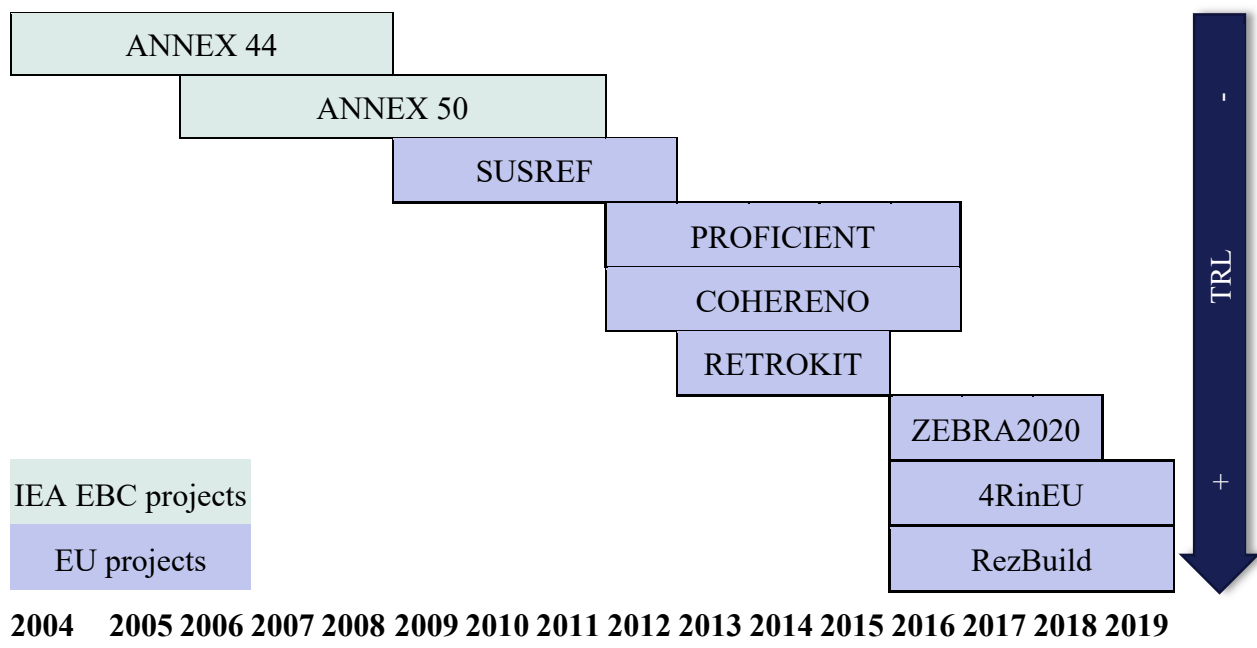 ANNEX 44
ANNEX 50
SUSREF
PROFICIENT
COHERENO
RETROKIT
ZEBRA2020
4RinEU
RezBuild
IEA EBC projects
EU projects
-
TRL
+
2004 2005 2006 2007 2008 2009 2010 2011 2012 2013 2014 2015 2016 2017 2018 2019